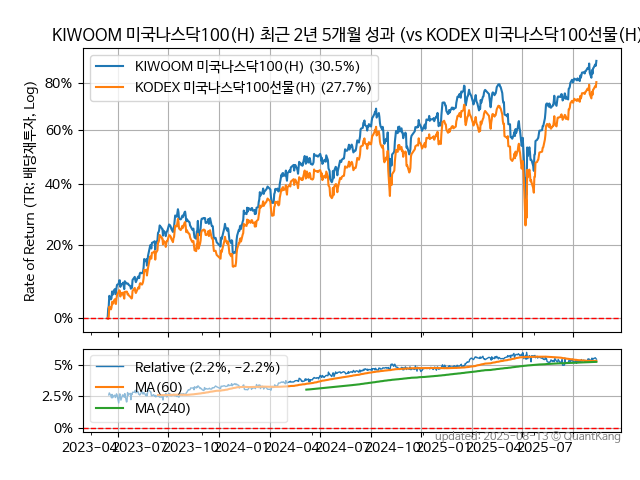 KIWOOM 미국나스닥100(H) 최근 2년 5개월 성과 (vs KODEX 미국나스닥100선물(H)
KIWOOM 미국나스닥100(H) (30.5%)
KODEX 미국나스닥100선물(H) (27.7%)
80%
60%
40%
20%
0%
Rate of Return (TR: 배당재투자, Log)
Relative (2.2%, −2.2%)
MA(60)
MA(240)
5%
2.5%
0%
updated: 2025-08-13 © QuantKang
2023-04 2023-07 2023-10 2024-01 2024-04 2024-07 2024-10 2025-01 2025-04 2025-07